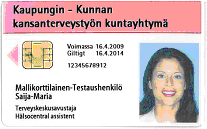 Kaupungin - Kunnan
kansanterveystyön kuntayhtymä
Voimassa 16.4.2009
Giltigt 16.4.2014
12345678912
Mallikorttilainen-Testaushenkilö
Saija-Maria
Terveyskeskusavustaja
Hälsocentral assistent